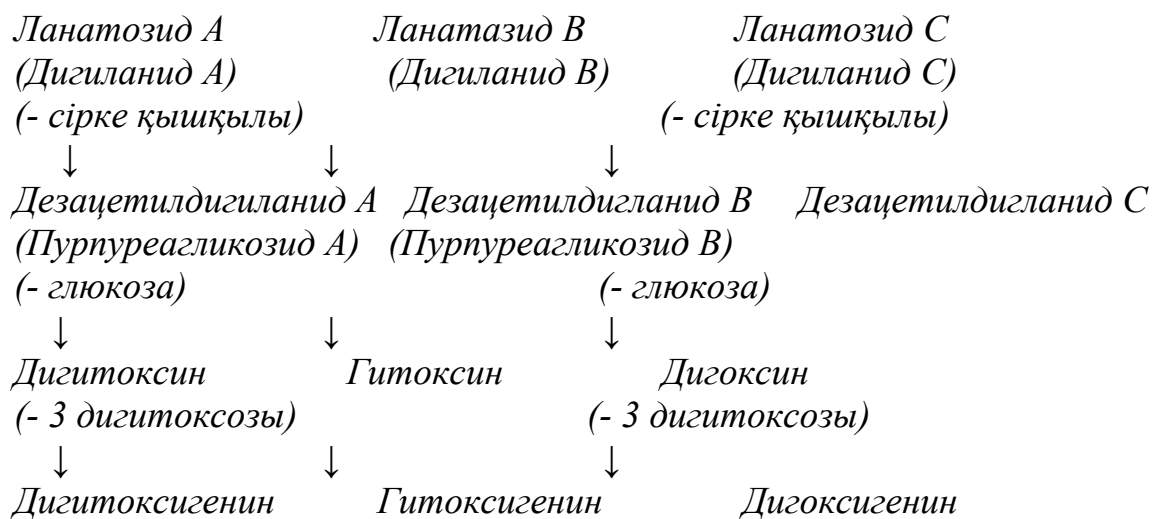 Ланатозид А Ланатазид В Ланатозид С
(Дигиланид А) (Дигиланид В) (Дигиланид С)
(- сірке қышқылы) (- сірке қышқылы)
↓ ↓ ↓
Дезацетилдигиланид А Дезацетилдигланид В Дезацетилдигланид С
(Пурпуреагликозид А) (Пурпуреагликозид В)
(- глюкоза) (- глюкоза)
↓ ↓ ↓
Дигитоксин Гитоксин Дигоксин
(- 3 дигитоксозы) (- 3 дигитоксозы)
↓ ↓ ↓
Дигитоксигенин Гитоксигенин Дигоксигенин